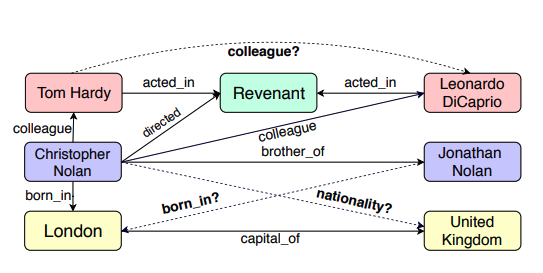 colleague?
Tom Hardy
acted_in
Revenant
acted_in
Leonardo
DiCaprio
colleague
directed
colleague
Christopher
Nolan
brother_of
Jonathan
Nolan
born_in
born_in?
nationality?
London
capital_of
United
Kingdom